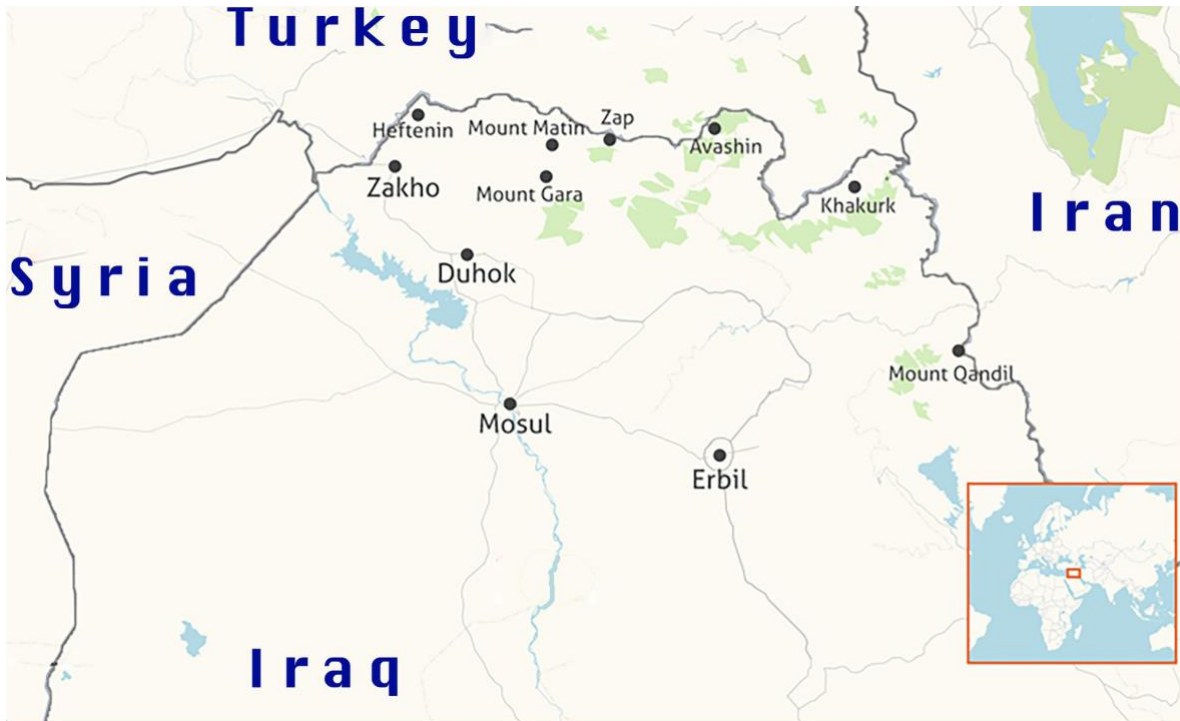 Turkey
Heftenin
Mount Matin
Zap
Avashin
Zakho
Mount Gara
Khakurk
Iran
Syria
Duhok
Mount Qandil
Mosul
Erbil
Iraq